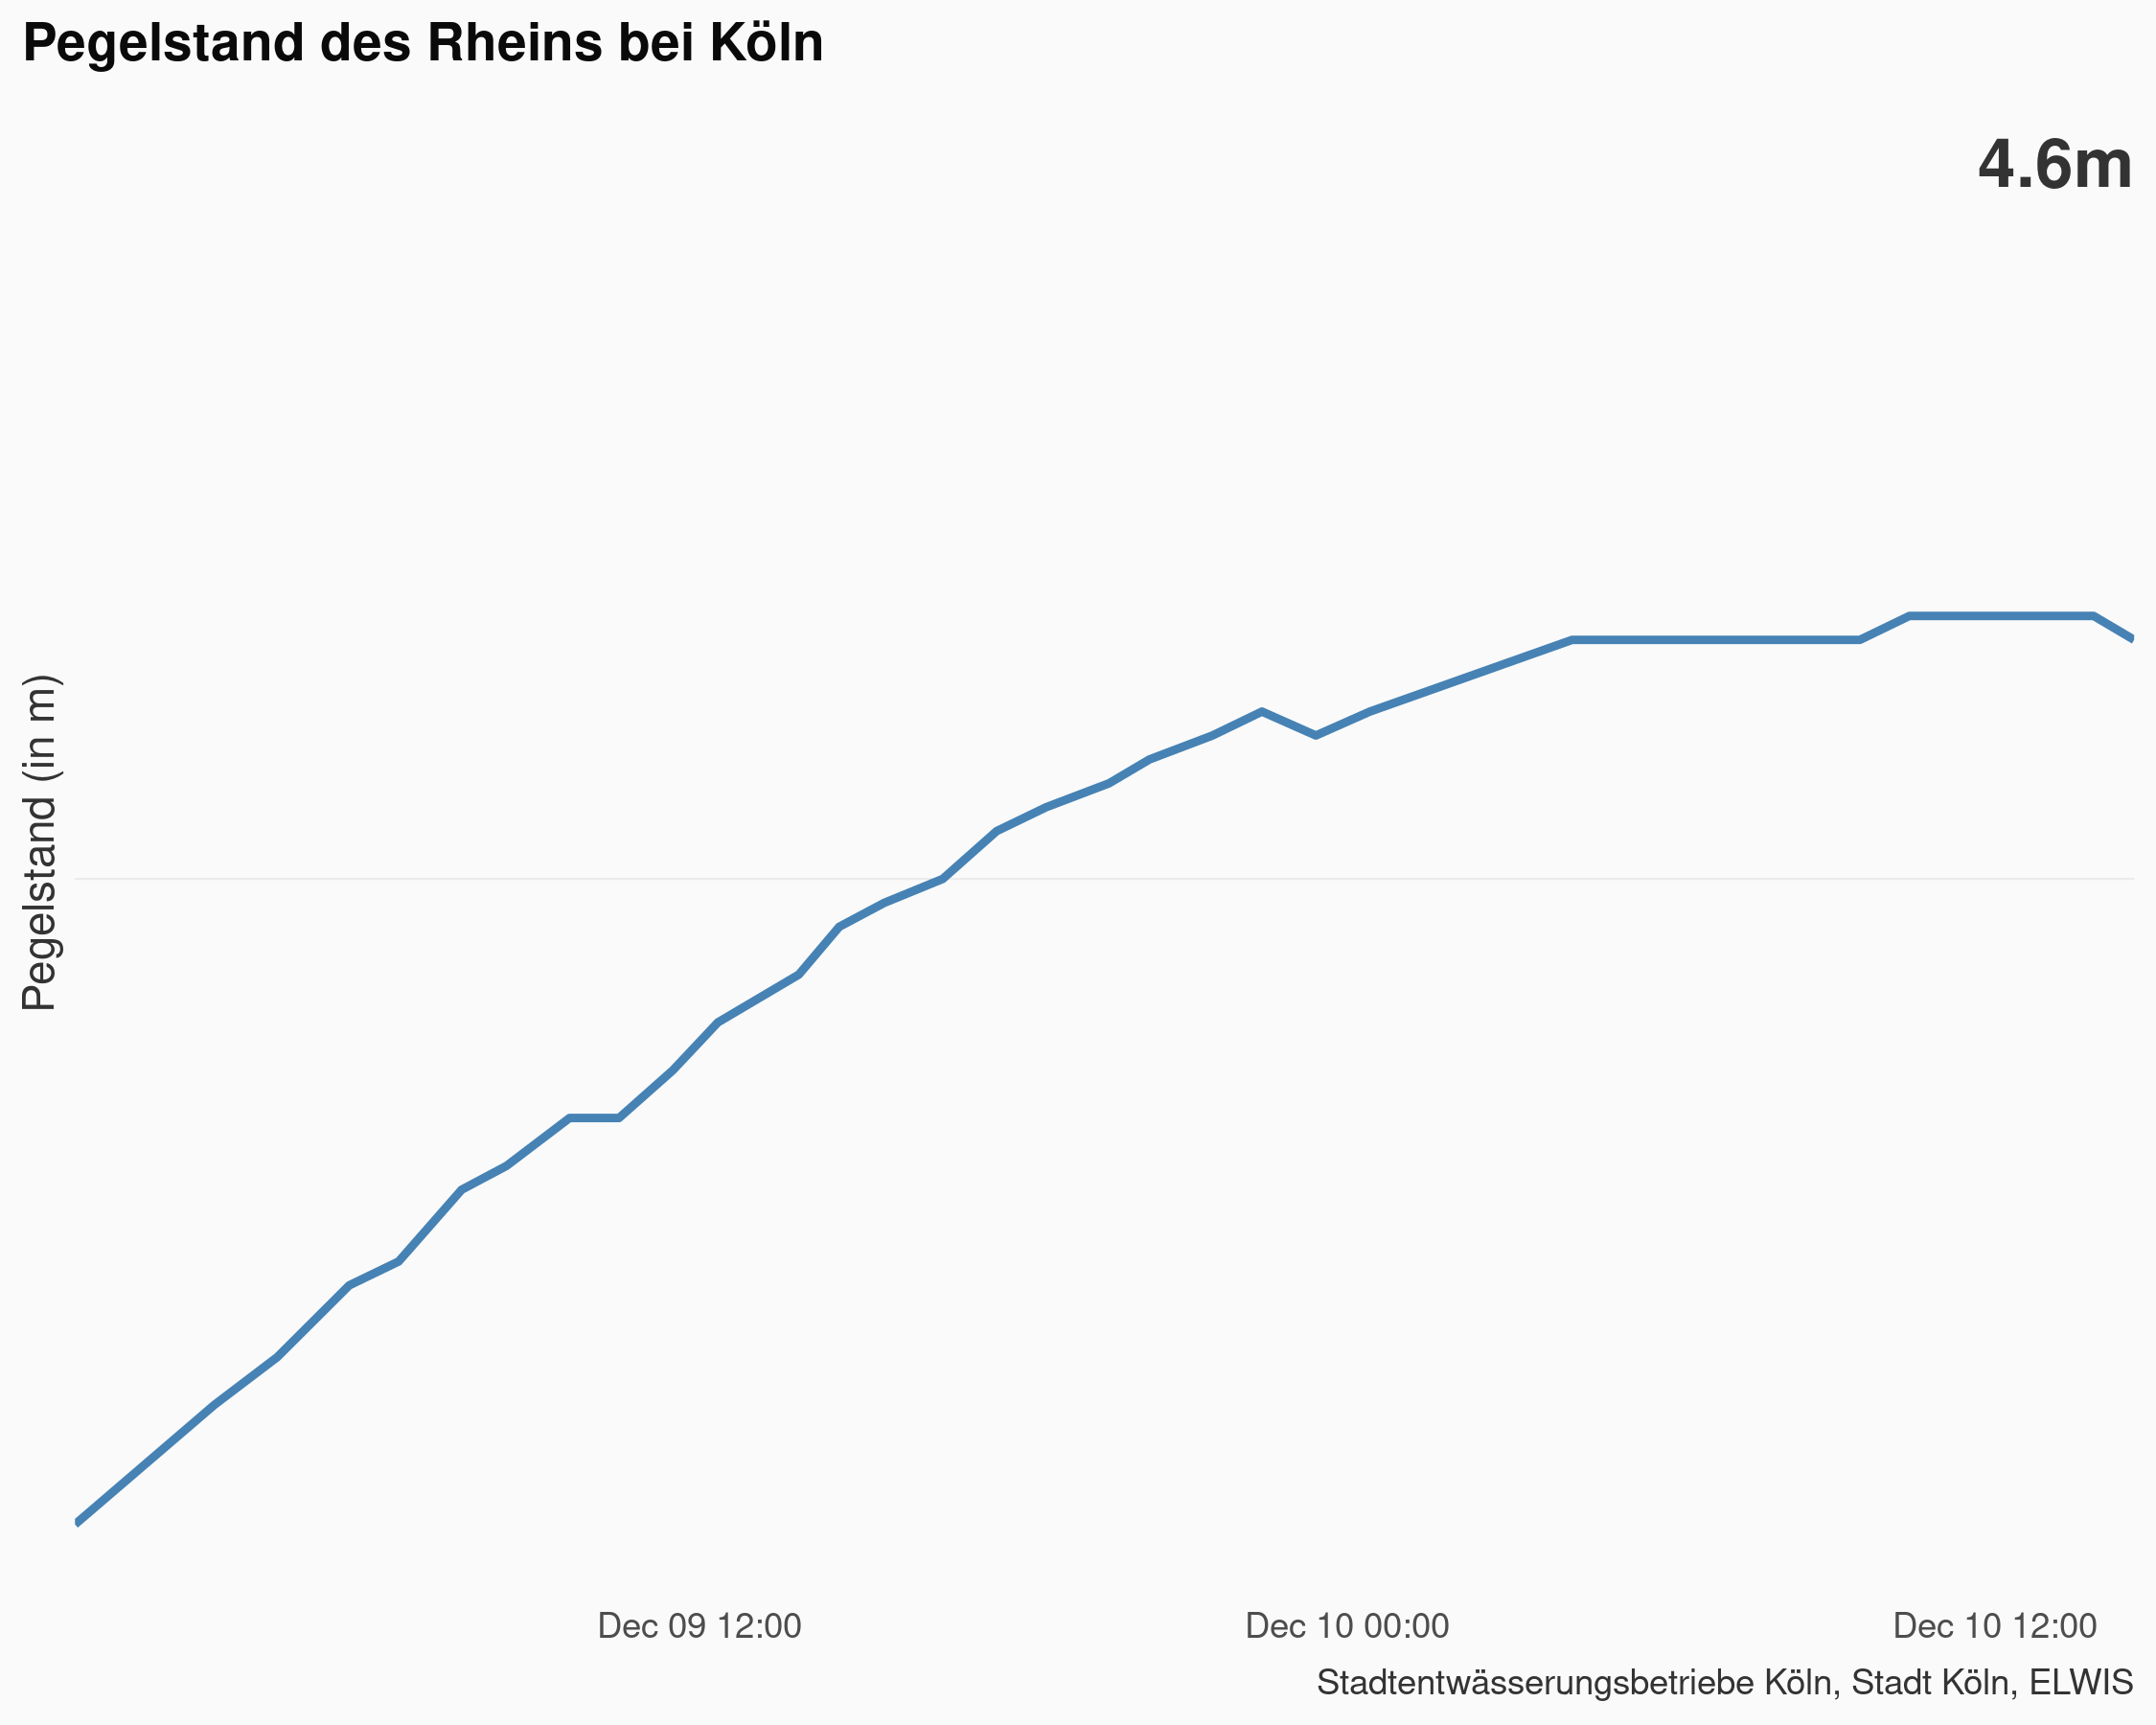 Pegelstand des Rheins bei Köln
4.6m
Pegelstand (in m)
Dec 09 12:00
Dec 10 00:00
Dec 10 12:00
Stadtentwässerungsbetriebe Köln, Stadt Köln, ELWIS